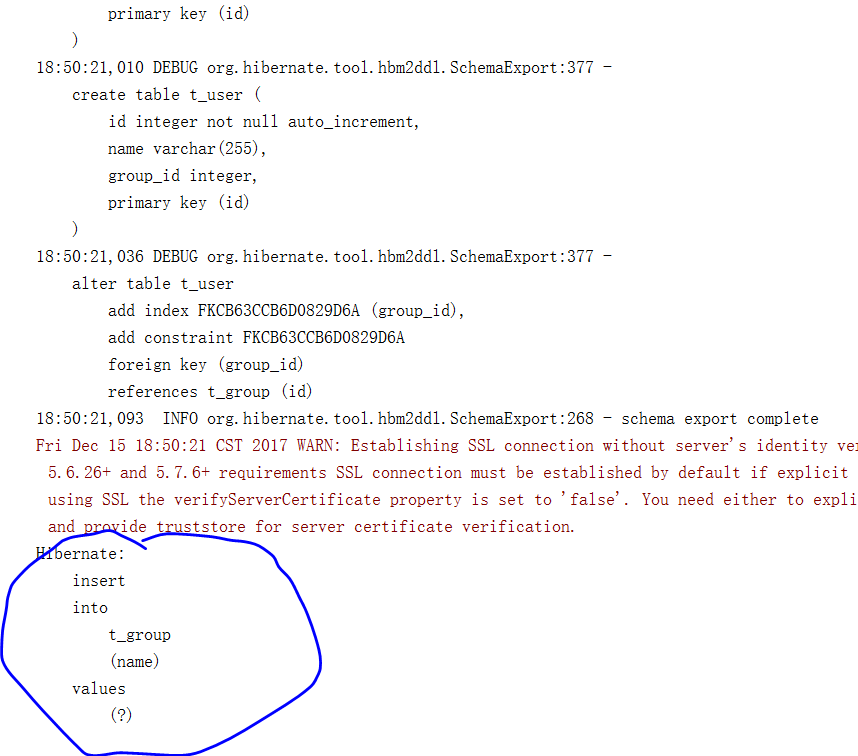 primary key (id)
)
18:50:21,010 DEBUG org.hibernate.tool.hbm2ddl.SchemaExport:377 -
create table t_user (
id integer not null auto_increment,
name varchar(255),
group_id integer,
primary key (id)
)
18:50:21,036 DEBUG org.hibernate.tool.hbm2ddl.SchemaExport:377 -
alter table t_user
add index FKCB63CCB6D0829D6A (group_id),
add constraint FKCB63CCB6D0829D6A
foreign key (group_id)
references t_group (id)
18:50:21,093  INFO org.hibernate.tool.hbm2ddl.SchemaExport:268 - schema export complete
Fri Dec 15 18:50:21 CST 2017 WARN: Establishing SSL connection without server's identity
5.6.26+ and 5.7.6+ requirements SSL connection must be established by default if explicit
using SSL the verifyServerCertificate property is set to 'false'. You need either to
and provide truststore for server certificate verification.
Hibernate:
insert
into
t_group
(name)
values
(?)